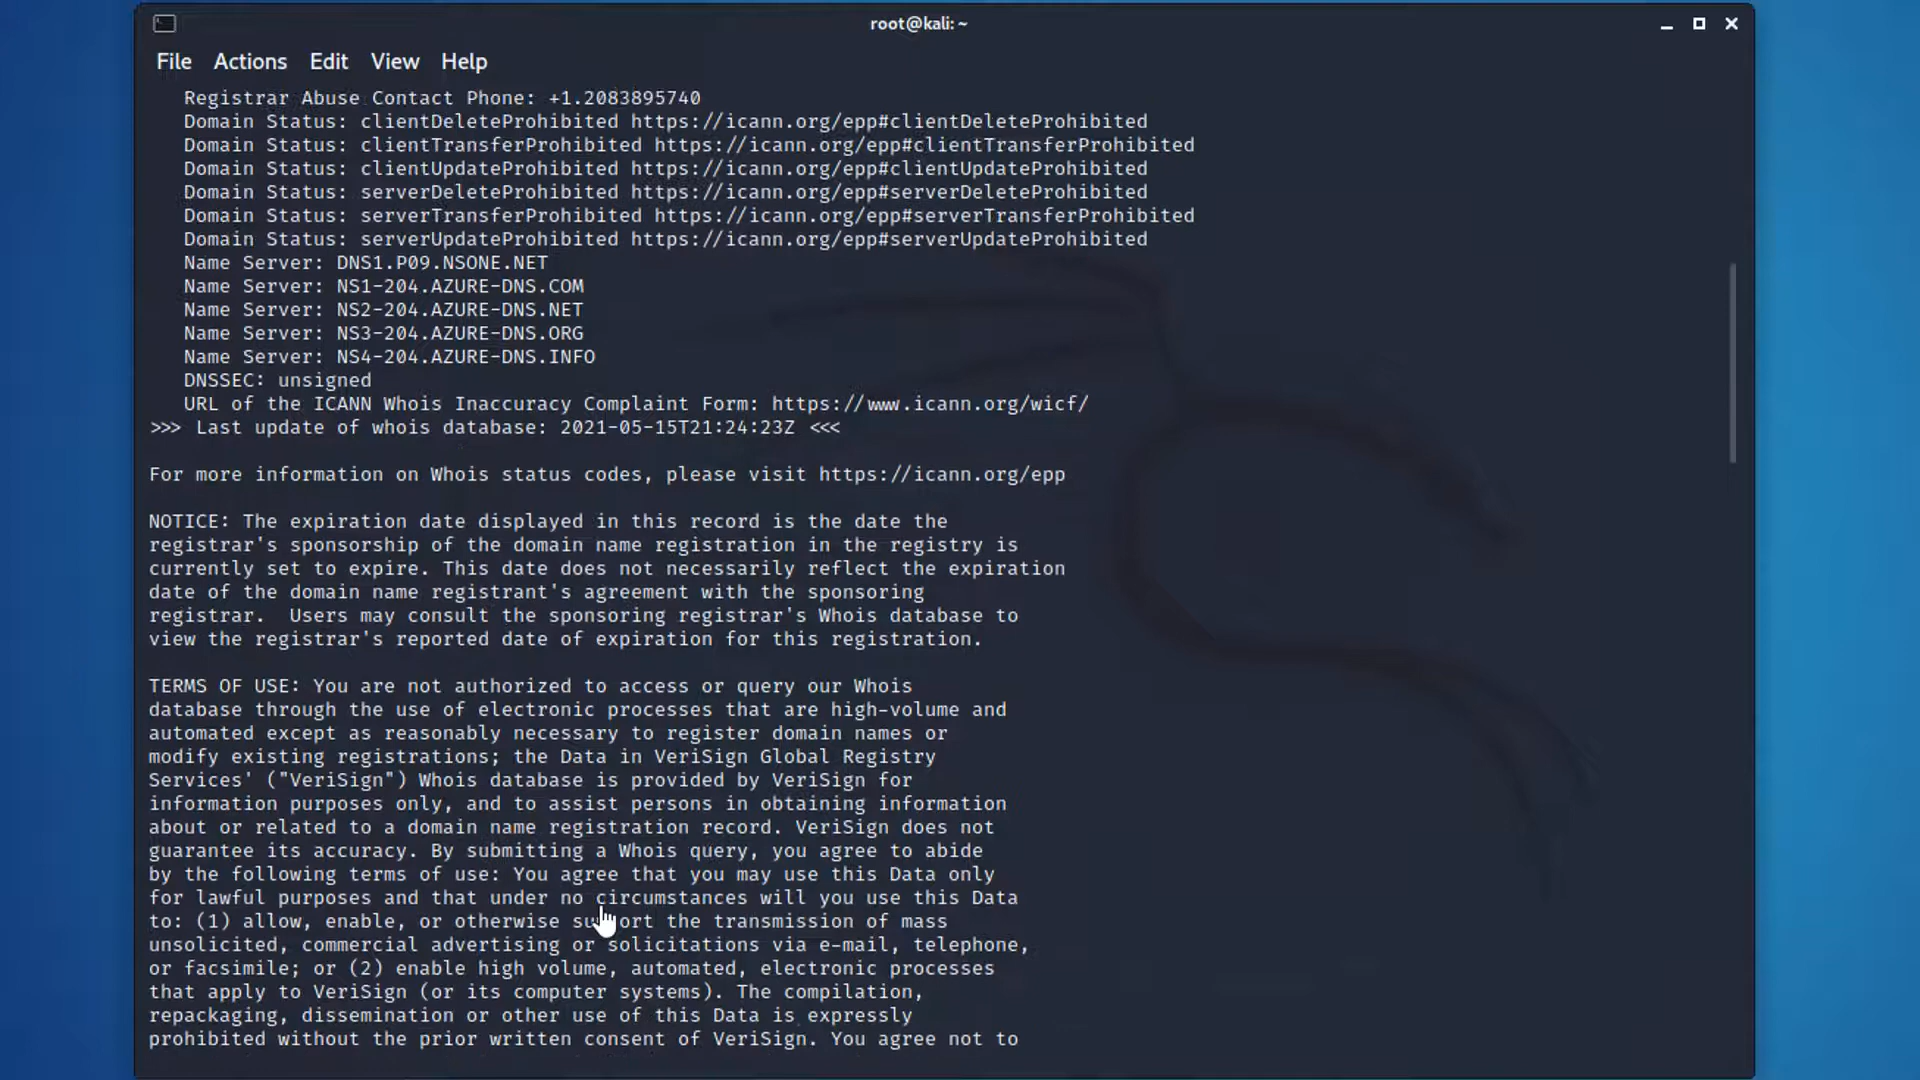 root@kali: ~
File Actions Edit View Help
Registrar Abuse Contact Phone: +1.2083895740
Domain Status: clientDeleteProhibited https://icann.org/epp#clientDeleteProhibited
Domain Status: clientTransferProhibited https://icann.org/epp#clientTransferProhibited
Domain Status: clientUpdateProhibited https://icann.org/epp#clientUpdateProhibited
Domain Status: serverDeleteProhibited https://icann.org/epp#serverDeleteProhibited
Domain Status: serverTransferProhibited https://icann.org/epp#serverTransferProhibited
Domain Status: serverUpdateProhibited https://icann.org/epp#serverUpdateProhibited
Name Server: DNS1.P09.NSONE.NET
Name Server: NS1-204.AZURE-DNS.COM
Name Server: NS2-204.AZURE-DNS.NET
Name Server: NS3-204.AZURE-DNS.ORG
Name Server: NS4-204.AZURE-DNS.INFO
DNSSEC: unsigned
URL of the ICANN Whois Inaccuracy Complaint Form: https://www.icann.org/wicf/
>>> Last update of whois database: 2021-05-15T21:24:23Z <<<
For more information on Whois status codes, please visit https://icann.org/epp
NOTICE: The expiration date displayed in this record is the date the
registrar's sponsorship of the domain name registration in the registry is
currently set to expire. This date does not necessarily reflect the expiration
date of the domain name registrant's agreement with the sponsoring
registrar.  Users may consult the sponsoring registrar's Whois database to
view the registrar's reported date of expiration for this registration.
TERMS OF USE: You are not authorized to access or query our Whois
database through the use of electronic processes that are high-volume and
automated except as reasonably necessary to register domain names or
modify existing registrations; the Data in VeriSign Global Registry
Services' ("VeriSign") Whois database is provided by VeriSign for
information purposes only, and to assist persons in obtaining information
about or related to a domain name registration record. VeriSign does not
guarantee its accuracy. By submitting a Whois query, you agree to abide
by the following terms of use: You agree that you may use this Data only
for lawful purposes and that under no circumstances will you use this Data
to: (1) allow, enable, or otherwise support the transmission of mass
unsolicited, commercial advertising or solicitations via e-mail, telephone,
or facsimile; or (2) enable high volume, automated, electronic processes
that apply to VeriSign (or its computer systems). The compilation,
repackaging, dissemination or other use of this Data is expressly
prohibited without the prior written consent of VeriSign. You agree not to